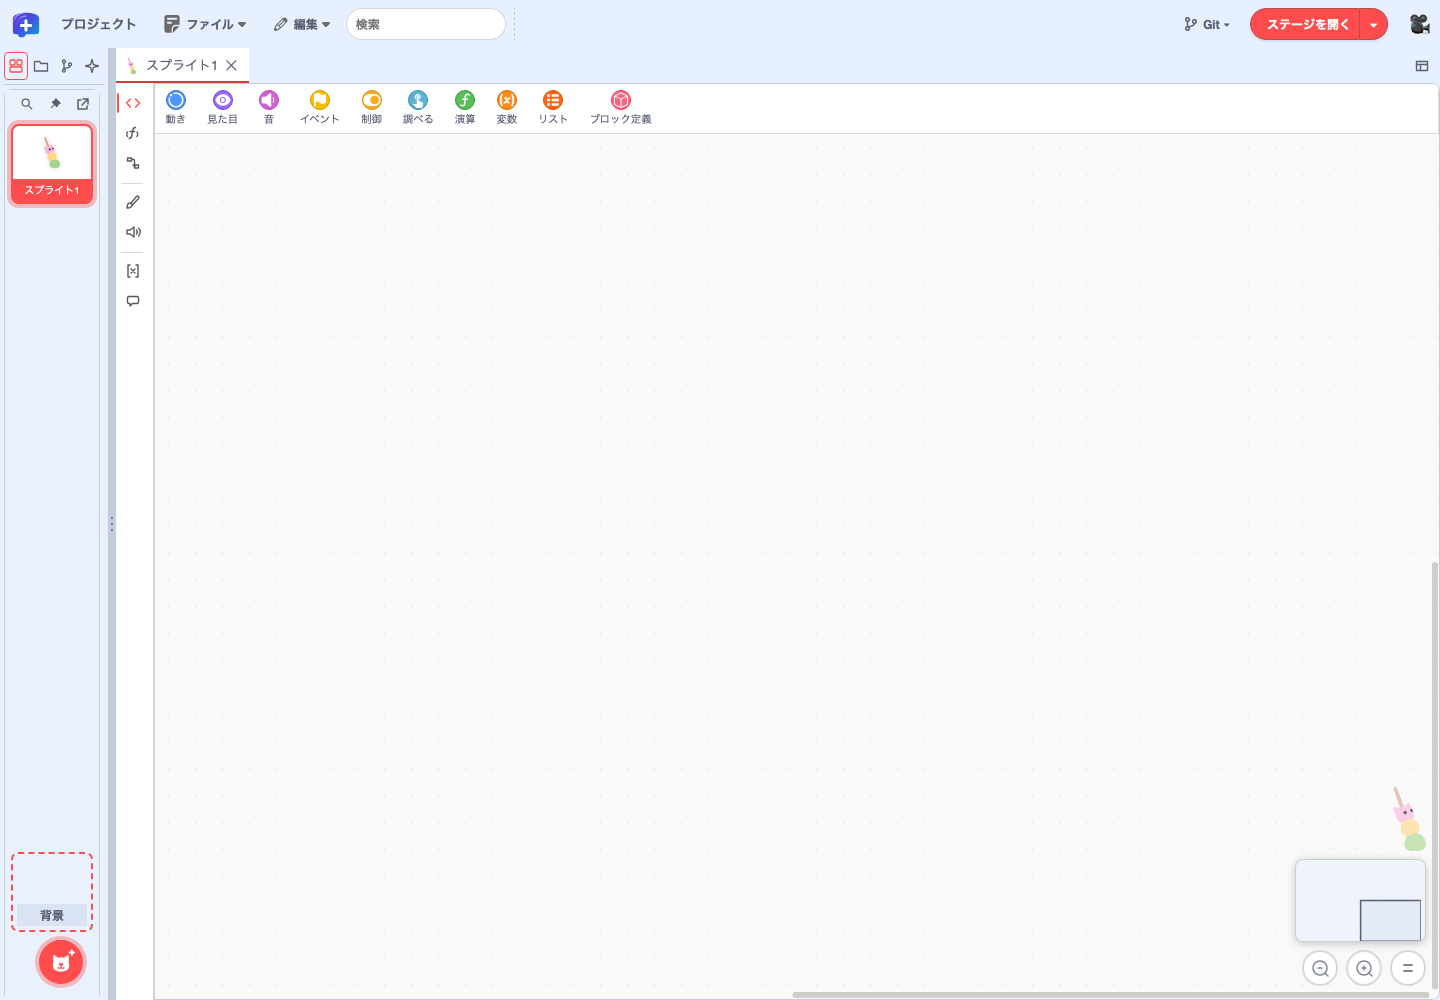 プロジェクト
ファイル
編集
検索
Git
ステージを開く
スプライト1
動き
見た目
音
イベント
制御
調べる
演算
変数
リスト
ブロック定義
スプライト1
背景